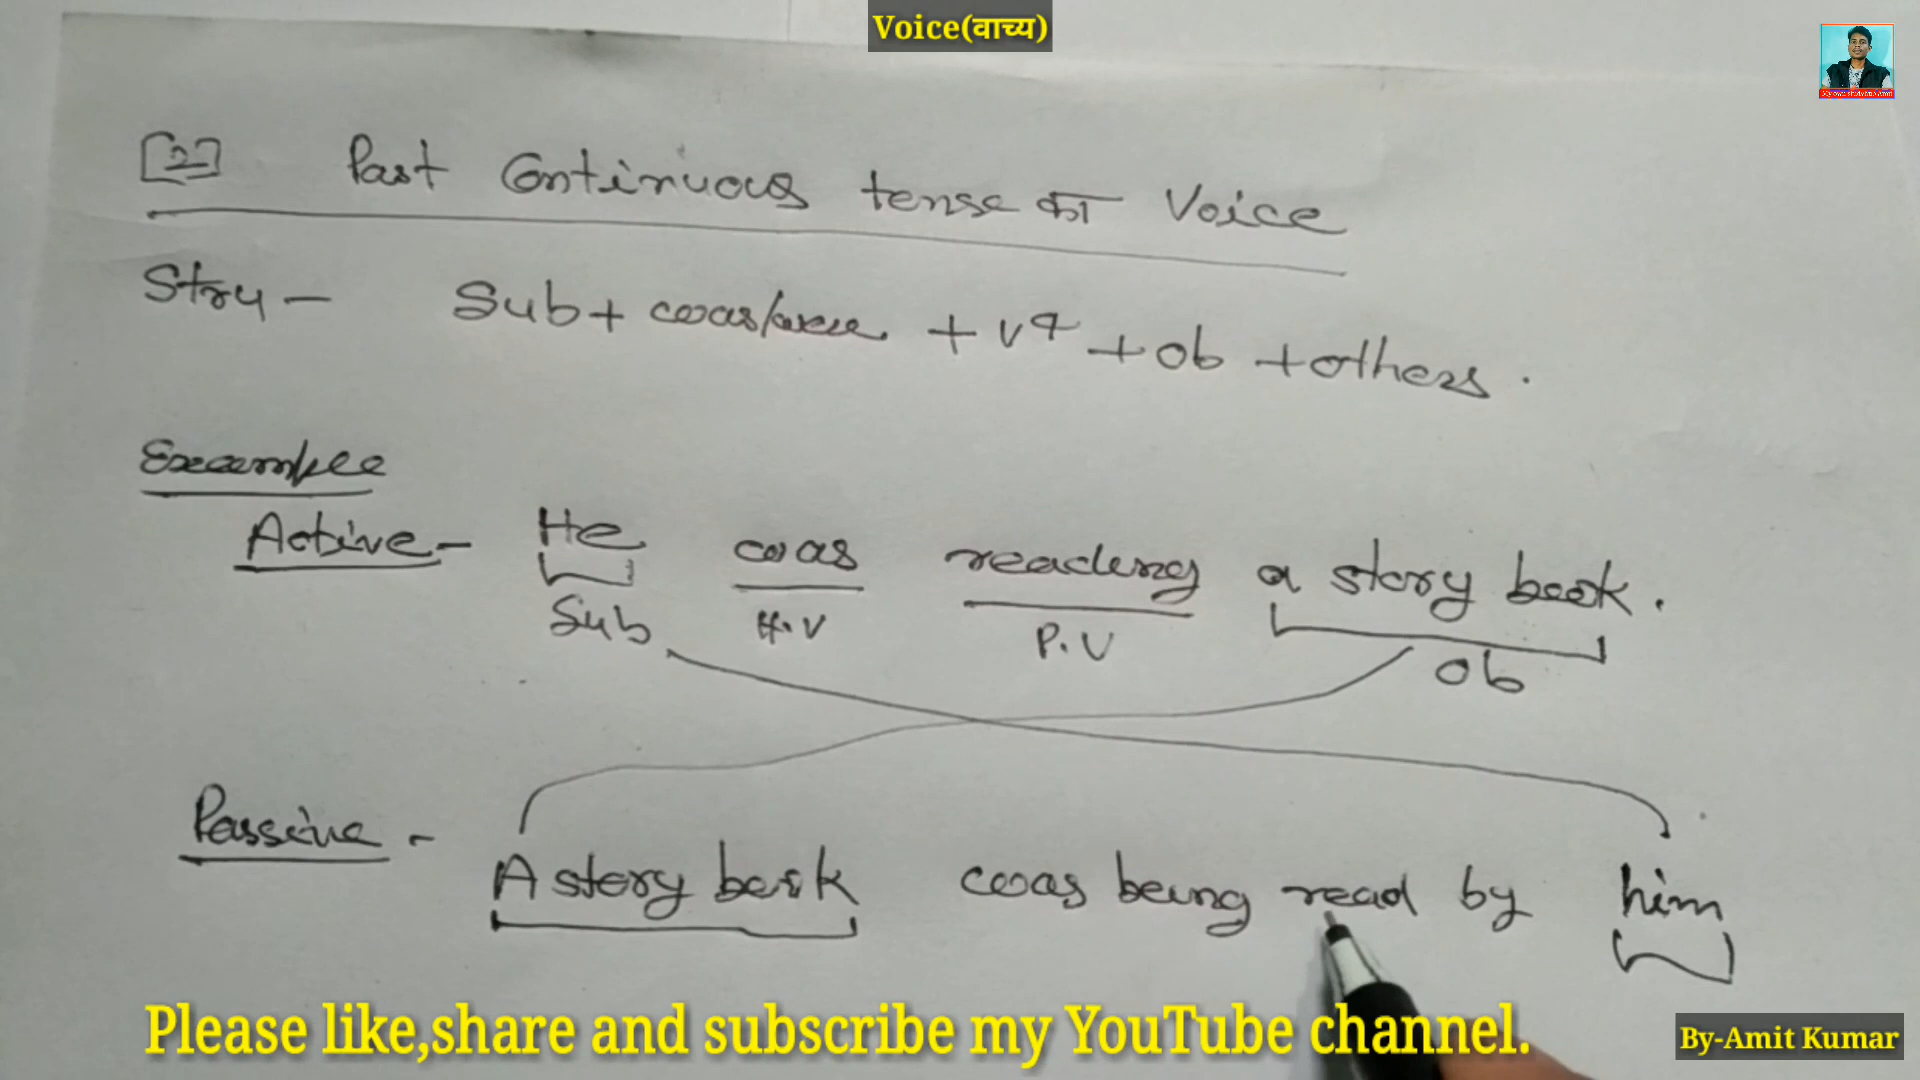 Voice(वाच्य)
[2] Past Continuous tense का Voice
Stru- Sub + was/were + v4 + ob + others.
Example
Active- He was reading a story book.
Sub H.V P.V ob
Passive - A story book was being read by him
Please like,share and subscribe my YouTube channel.
By-Amit Kumar